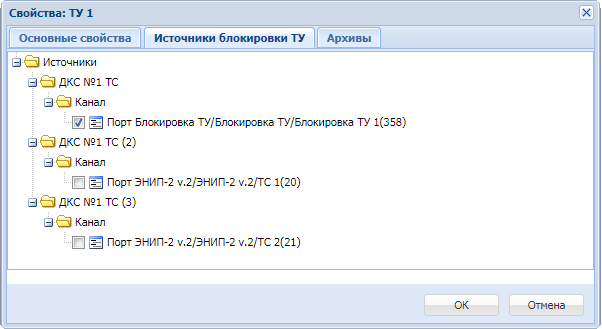 Свойства: ТУ 1
Основные свойства Источники блокировки ТУ Архивы
Источники
ДКС №1 ТС
Канал
Порт Блокировка ТУ/Блокировка ТУ/Блокировка ТУ 1(358)
ДКС №1 ТС (2)
Канал
Порт ЭНИП-2 v.2/ЭНИП-2 v.2/ТС 1(20)
ДКС №1 ТС (3)
Канал
Порт ЭНИП-2 v.2/ЭНИП-2 v.2/ТС 2(21)
ОК Отмена